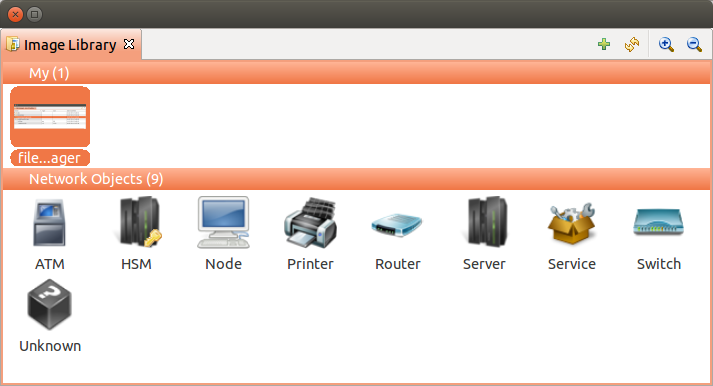 Image Library
My (1)
file...ager
Network Objects (9)
ATM HSM Node Printer Router Server Service Switch
Unknown